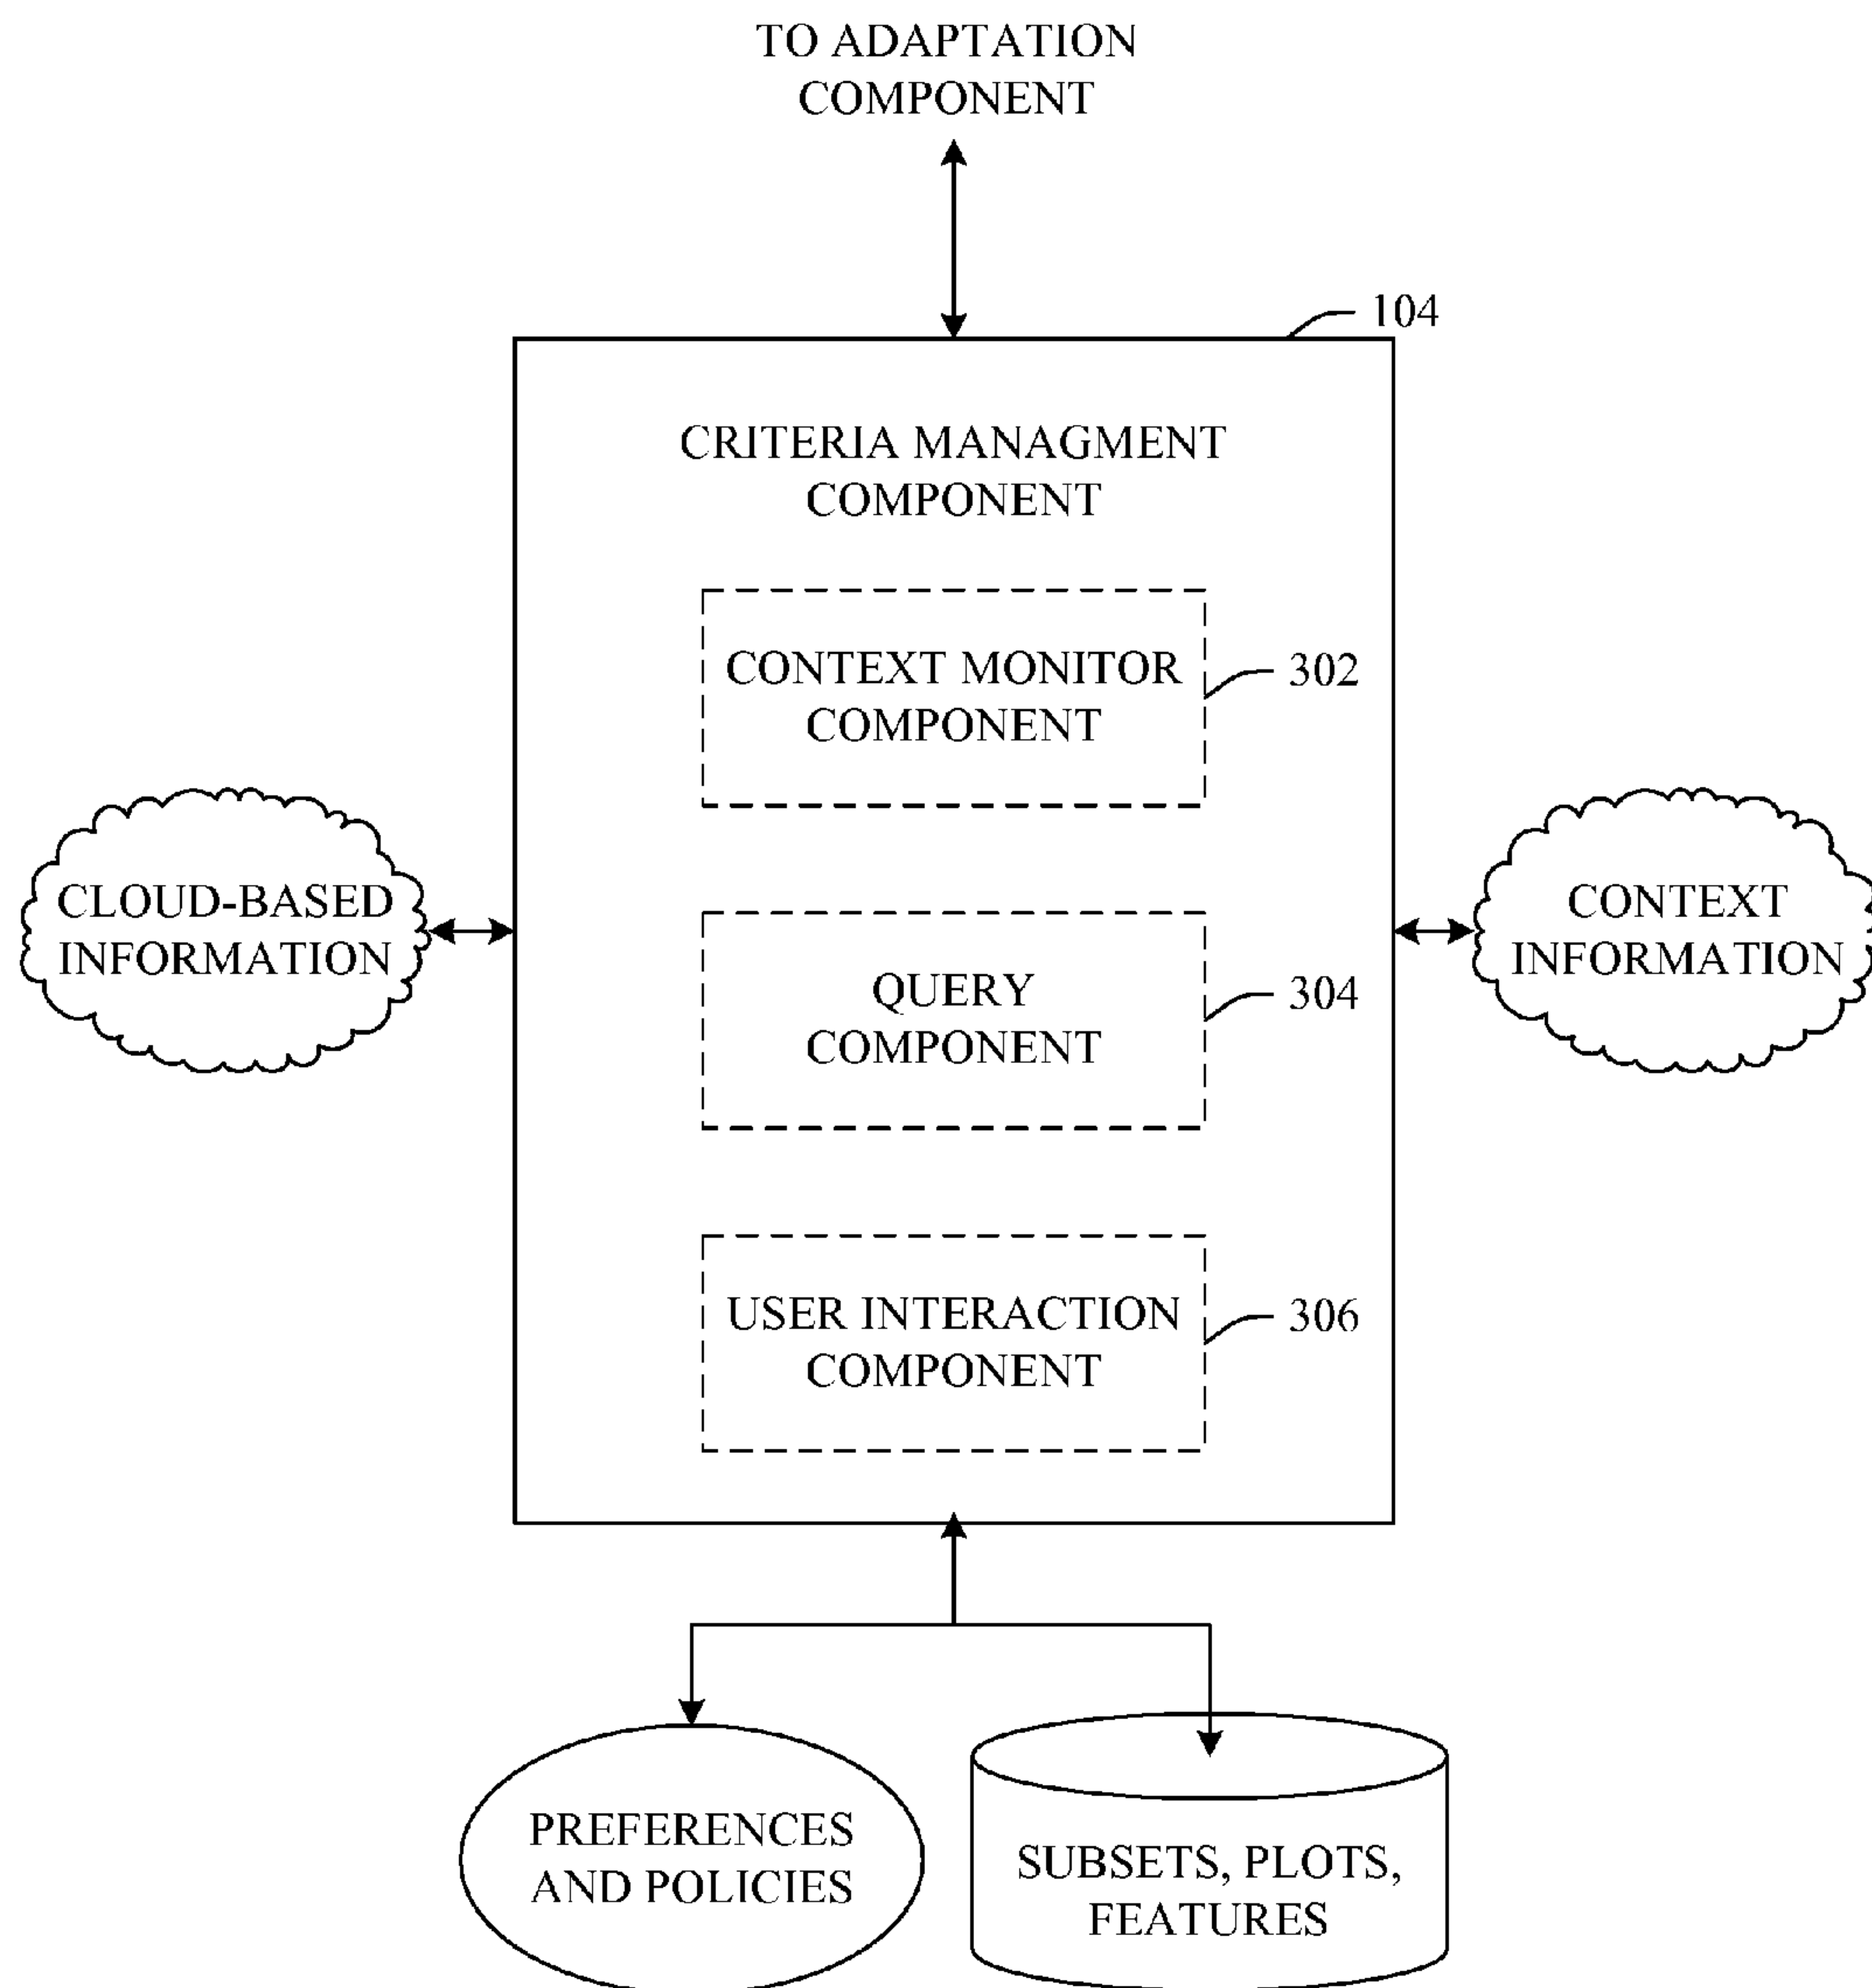 TO ADAPTATION
COMPONENT
104
CRITERIA MANAGMENT
COMPONENT
CONTEXT MONITOR
COMPONENT
302
CLOUD-BASED
INFORMATION
QUERY
COMPONENT
304
CONTEXT
INFORMATION
USER INTERACTION
COMPONENT
306
PREFERENCES
AND POLICIES
SUBSETS, PLOTS,
FEATURES